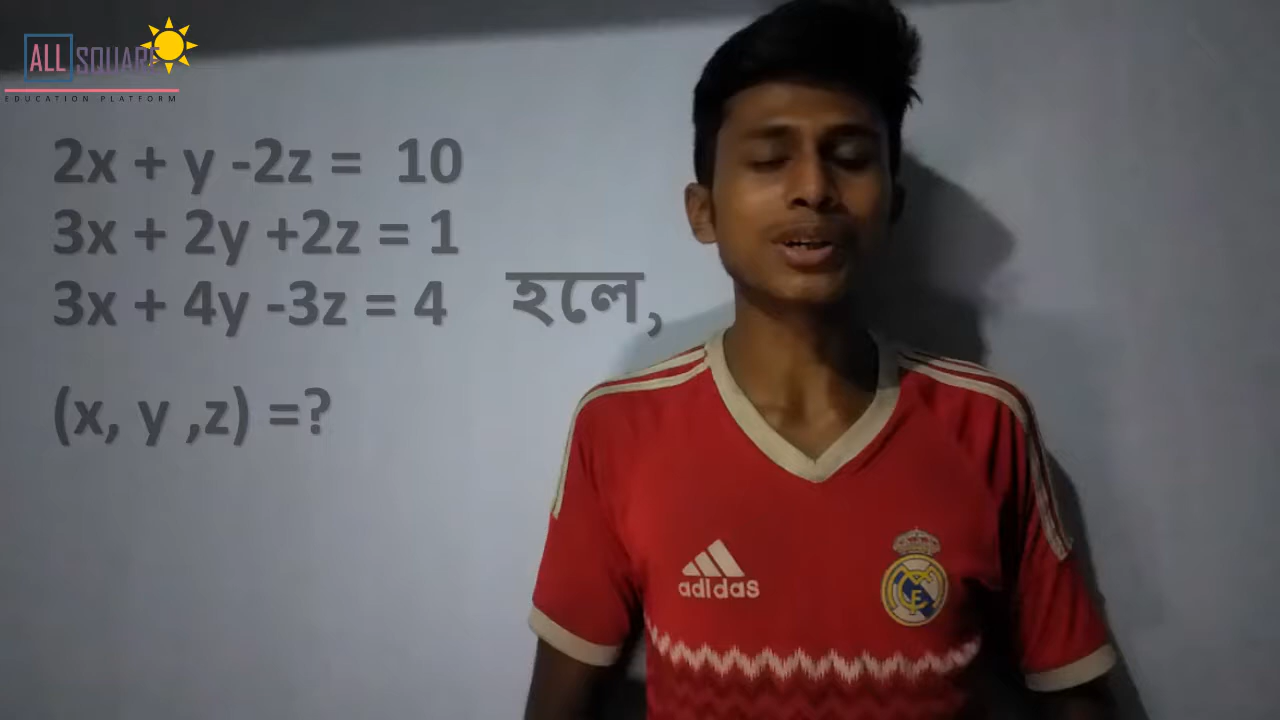 ALL SQUARE
EDUCATION PLATFORM
2x + y -2z = 10
3x + 2y +2z = 1
3x + 4y -3z = 4 হলে,
(x, y ,z) =?
adidas